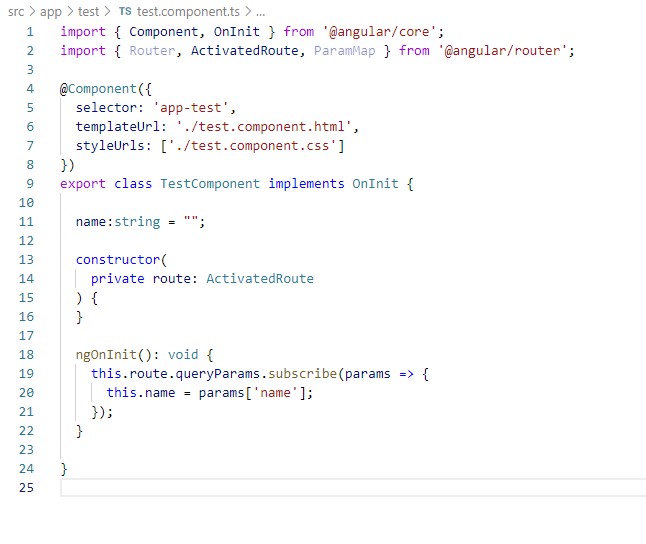 src > app > test > TS test.component.ts > ...
1 import { Component, OnInit } from '@angular/core';
2 import { Router, ActivatedRoute, ParamMap } from '@angular/router';
3
4 @Component({
5   selector: 'app-test',
6   templateUrl: './test.component.html',
7   styleUrls: ['./test.component.css']
8 })
9 export class TestComponent implements OnInit {
10
11   name:string = "";
12
13   constructor(
14     private route: ActivatedRoute
15   ) {
16   }
17
18   ngOnInit(): void {
19     this.route.queryParams.subscribe(params => {
20       this.name = params['name'];
21     });
22   }
23
24 }
25